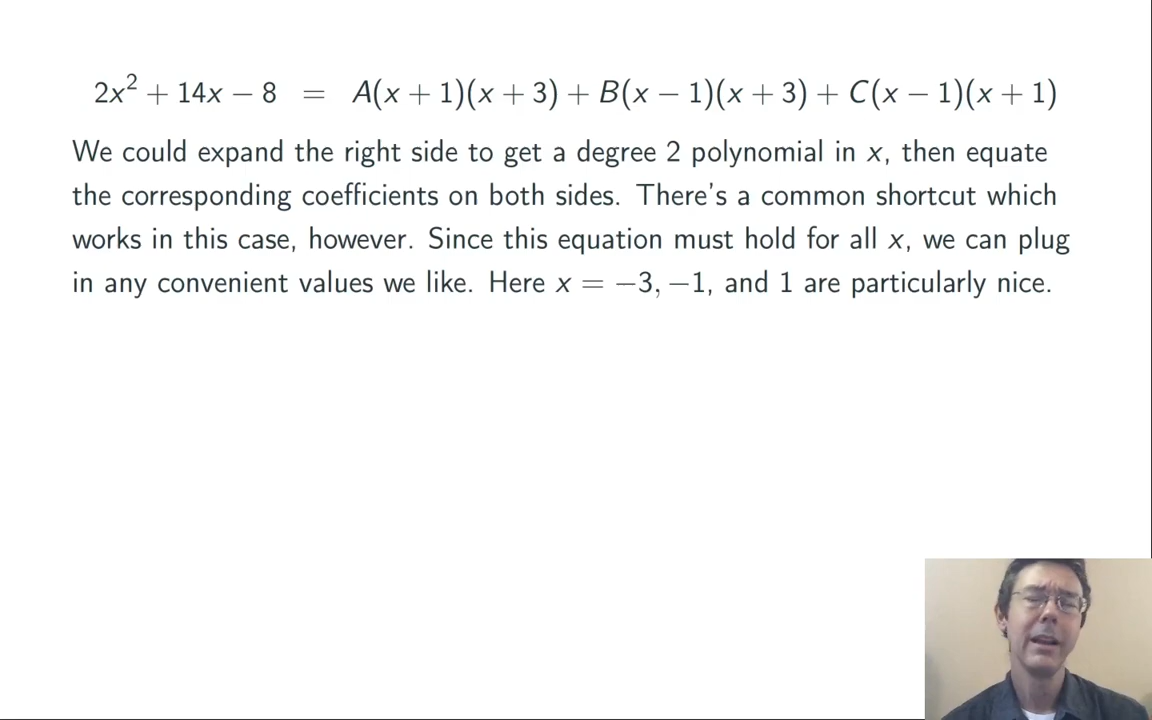 2x² + 14x − 8 = A(x + 1)(x + 3) + B(x − 1)(x + 3) + C(x − 1)(x + 1)
We could expand the right side to get a degree 2 polynomial in x, then equate
the corresponding coefficients on both sides. There's a common shortcut which
works in this case, however. Since this equation must hold for all x, we can plug
in any convenient values we like. Here x = −3, −1, and 1 are particularly nice.